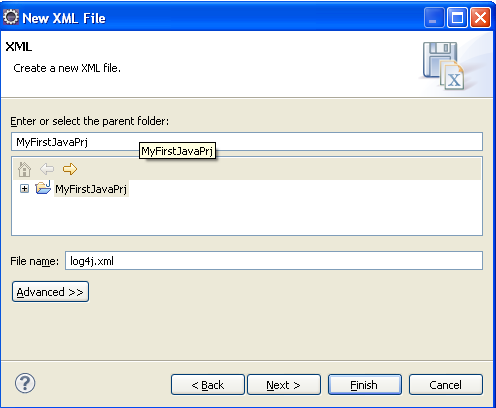 New XML File
XML
Create a new XML file.
Enter or select the parent folder:
MyFirstJavaPrj
MyFirstJavaPrj
MyFirstJavaPrj
File name: log4j.xml
Advanced >>
? < Back Next > Finish Cancel